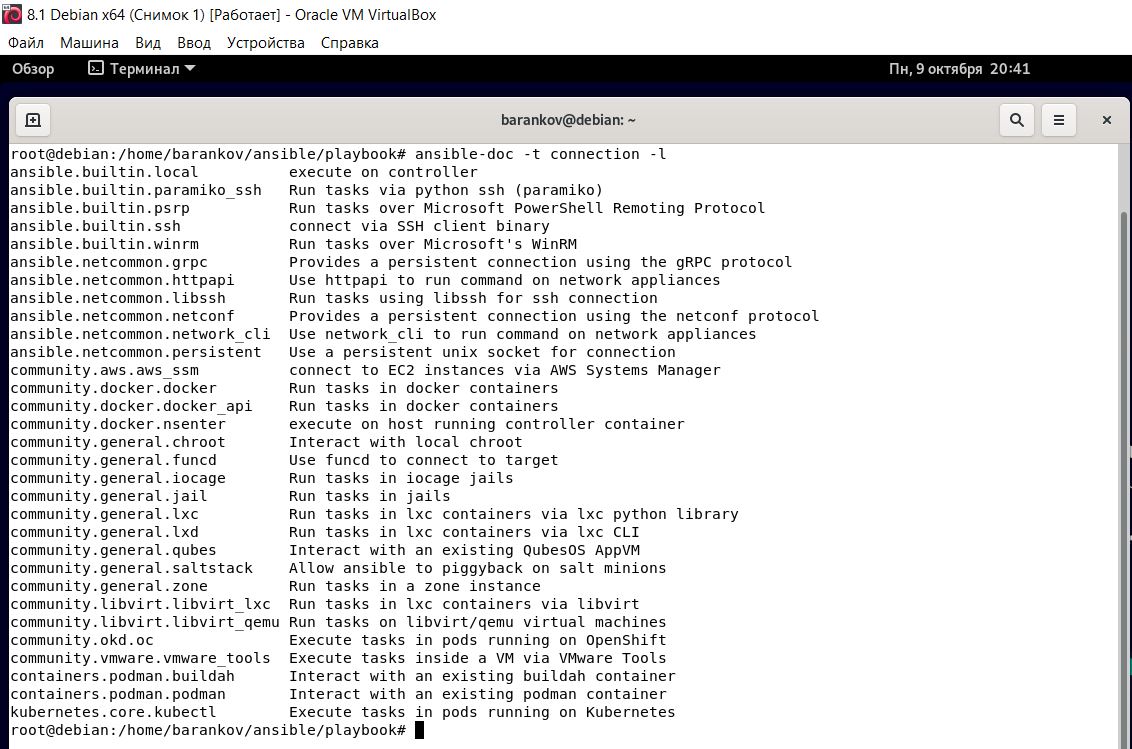 8.1 Debian x64 (Снимок 1) [Работает] - Oracle VM VirtualBox
Файл Машина Вид Ввод Устройства Справка
Обзор Терминал Пн, 9 октября 20:41
barankov@debian: ~
root@debian:/home/barankov/ansible/playbook# ansible-doc -t connection -l
ansible.builtin.local execute on controller
ansible.builtin.paramiko_ssh Run tasks via python ssh (paramiko)
ansible.builtin.psrp Run tasks over Microsoft PowerShell Remoting Protocol
ansible.builtin.ssh connect via SSH client binary
ansible.builtin.winrm Run tasks over Microsoft's WinRM
ansible.netcommon.grpc Provides a persistent connection using the gRPC protocol
ansible.netcommon.httpapi Use httpapi to run command on network appliances
ansible.netcommon.libssh Run tasks using libssh for ssh connection
ansible.netcommon.netconf Provides a persistent connection using the netconf protocol
ansible.netcommon.network_cli Use network_cli to run command on network appliances
ansible.netcommon.persistent Use a persistent unix socket for connection
community.aws.aws_ssm connect to EC2 instances via AWS Systems Manager
community.docker.docker Run tasks in docker containers
community.docker.docker_api Run tasks in docker containers
community.docker.nsenter execute on host running controller container
community.general.chroot Interact with local chroot
community.general.funcd Use funcd to connect to target
community.general.iocage Run tasks in iocage jails
community.general.jail Run tasks in jails
community.general.lxc Run tasks in lxc containers via lxc python library
community.general.lxd Run tasks in lxc containers via lxc CLI
community.general.qubes Interact with an existing QubesOS AppVM
community.general.saltstack Allow ansible to piggyback on salt minions
community.general.zone Run tasks in a zone instance
community.libvirt.libvirt_lxc Run tasks in lxc containers via libvirt
community.libvirt.libvirt_qemu Run tasks on libvirt/qemu virtual machines
community.okd.oc Execute tasks in pods running on OpenShift
community.vmware.vmware_tools Execute tasks inside a VM via VMware Tools
containers.podman.buildah Interact with an existing buildah container
containers.podman.podman Interact with an existing podman container
kubernetes.core.kubectl Execute tasks in pods running on Kubernetes
root@debian:/home/barankov/ansible/playbook#